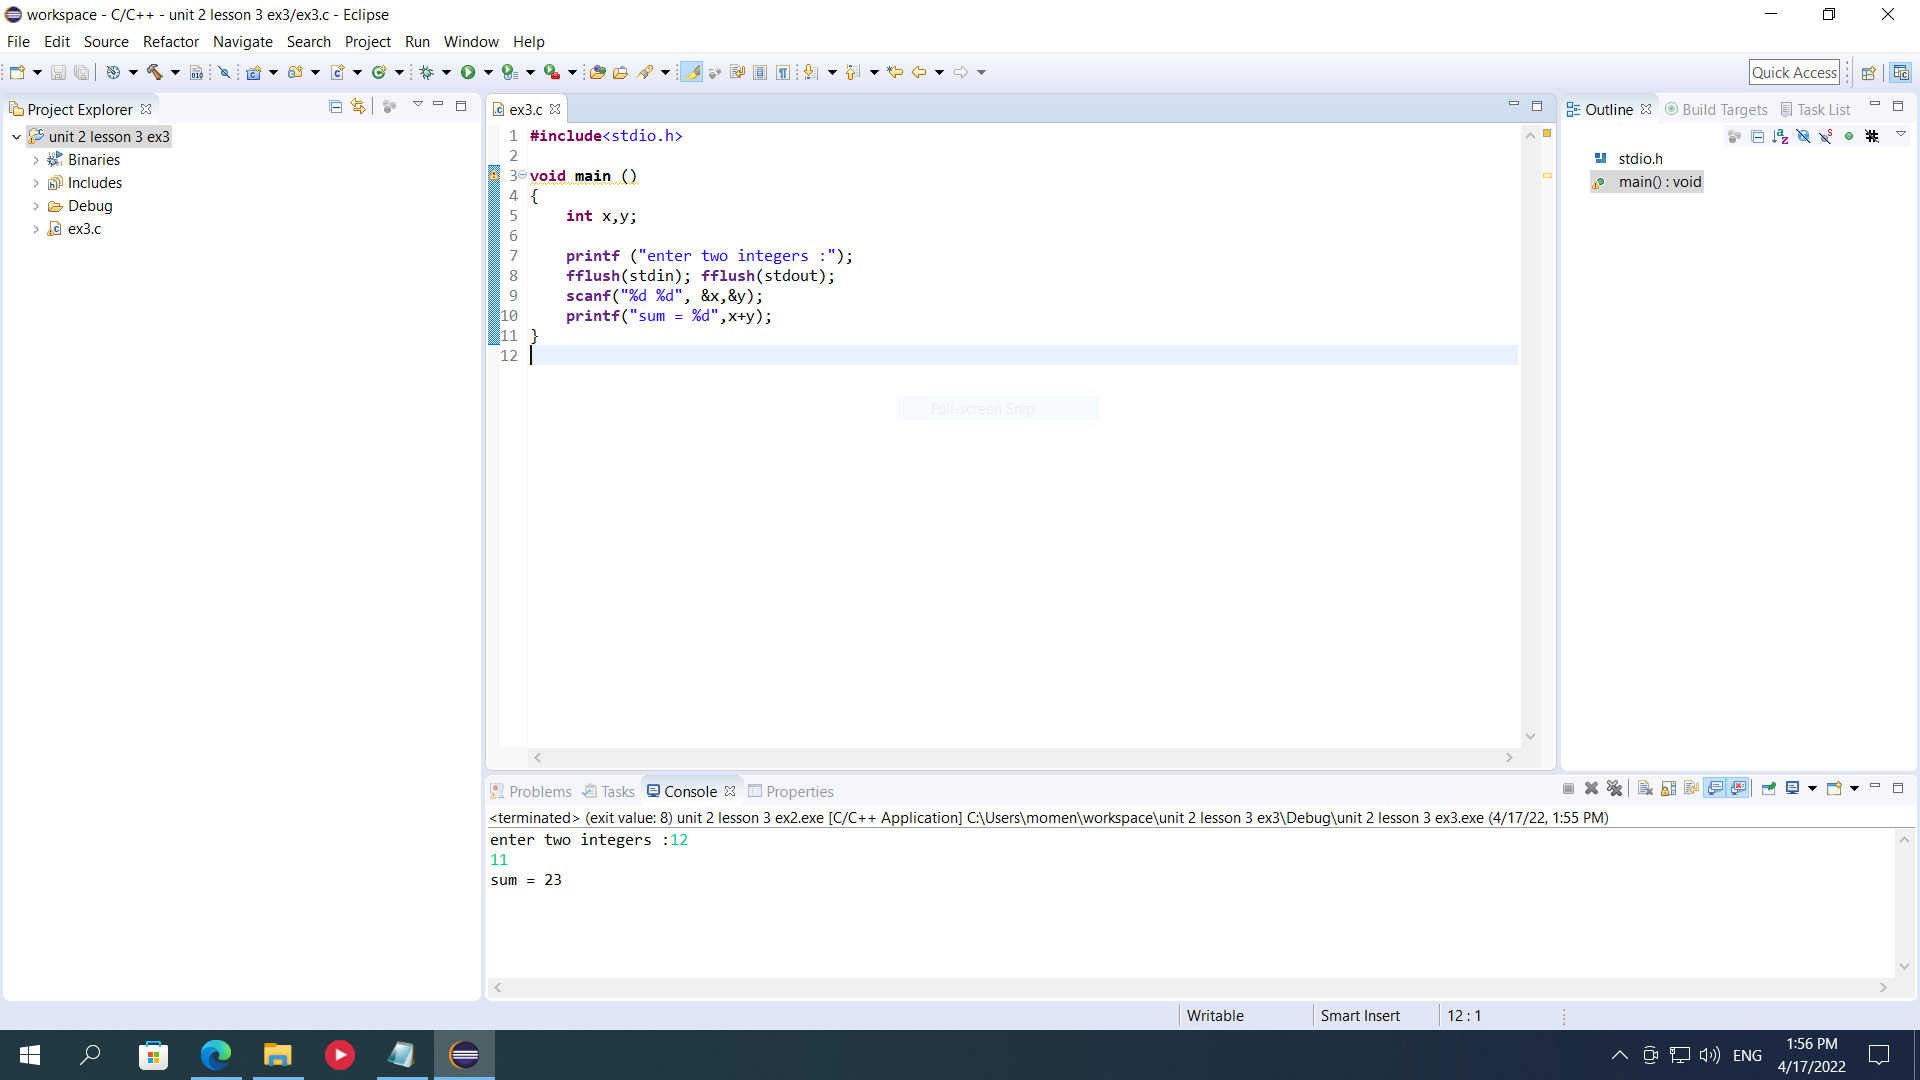 workspace - C/C++ - unit 2 lesson 3 ex3/ex3.c - Eclipse
File Edit Source Refactor Navigate Search Project Run Window Help
Quick Access
Project Explorer
unit 2 lesson 3 ex3
Binaries
Includes
Debug
ex3.c
ex3.c
1 #include<stdio.h>
2
3 void main ()
4 {
5 int x,y;
6
7 printf ("enter two integers :");
8 fflush(stdin); fflush(stdout);
9 scanf("%d %d", &x,&y);
10 printf("sum = %d",x+y);
11 }
12
Full-screen Snip
Outline Build Targets Task List
stdio.h
main() : void
Problems Tasks Console Properties
<terminated> (exit value: 8) unit 2 lesson 3 ex2.exe [C/C++ Application] C:\Users\momen\workspace\unit 2 lesson 3 ex3\Debug\unit 2 lesson 3 ex3.exe (4/17/22, 1:55 PM)
enter two integers :12
11
sum = 23
Writable Smart Insert 12 : 1
ENG
1:56 PM
4/17/2022